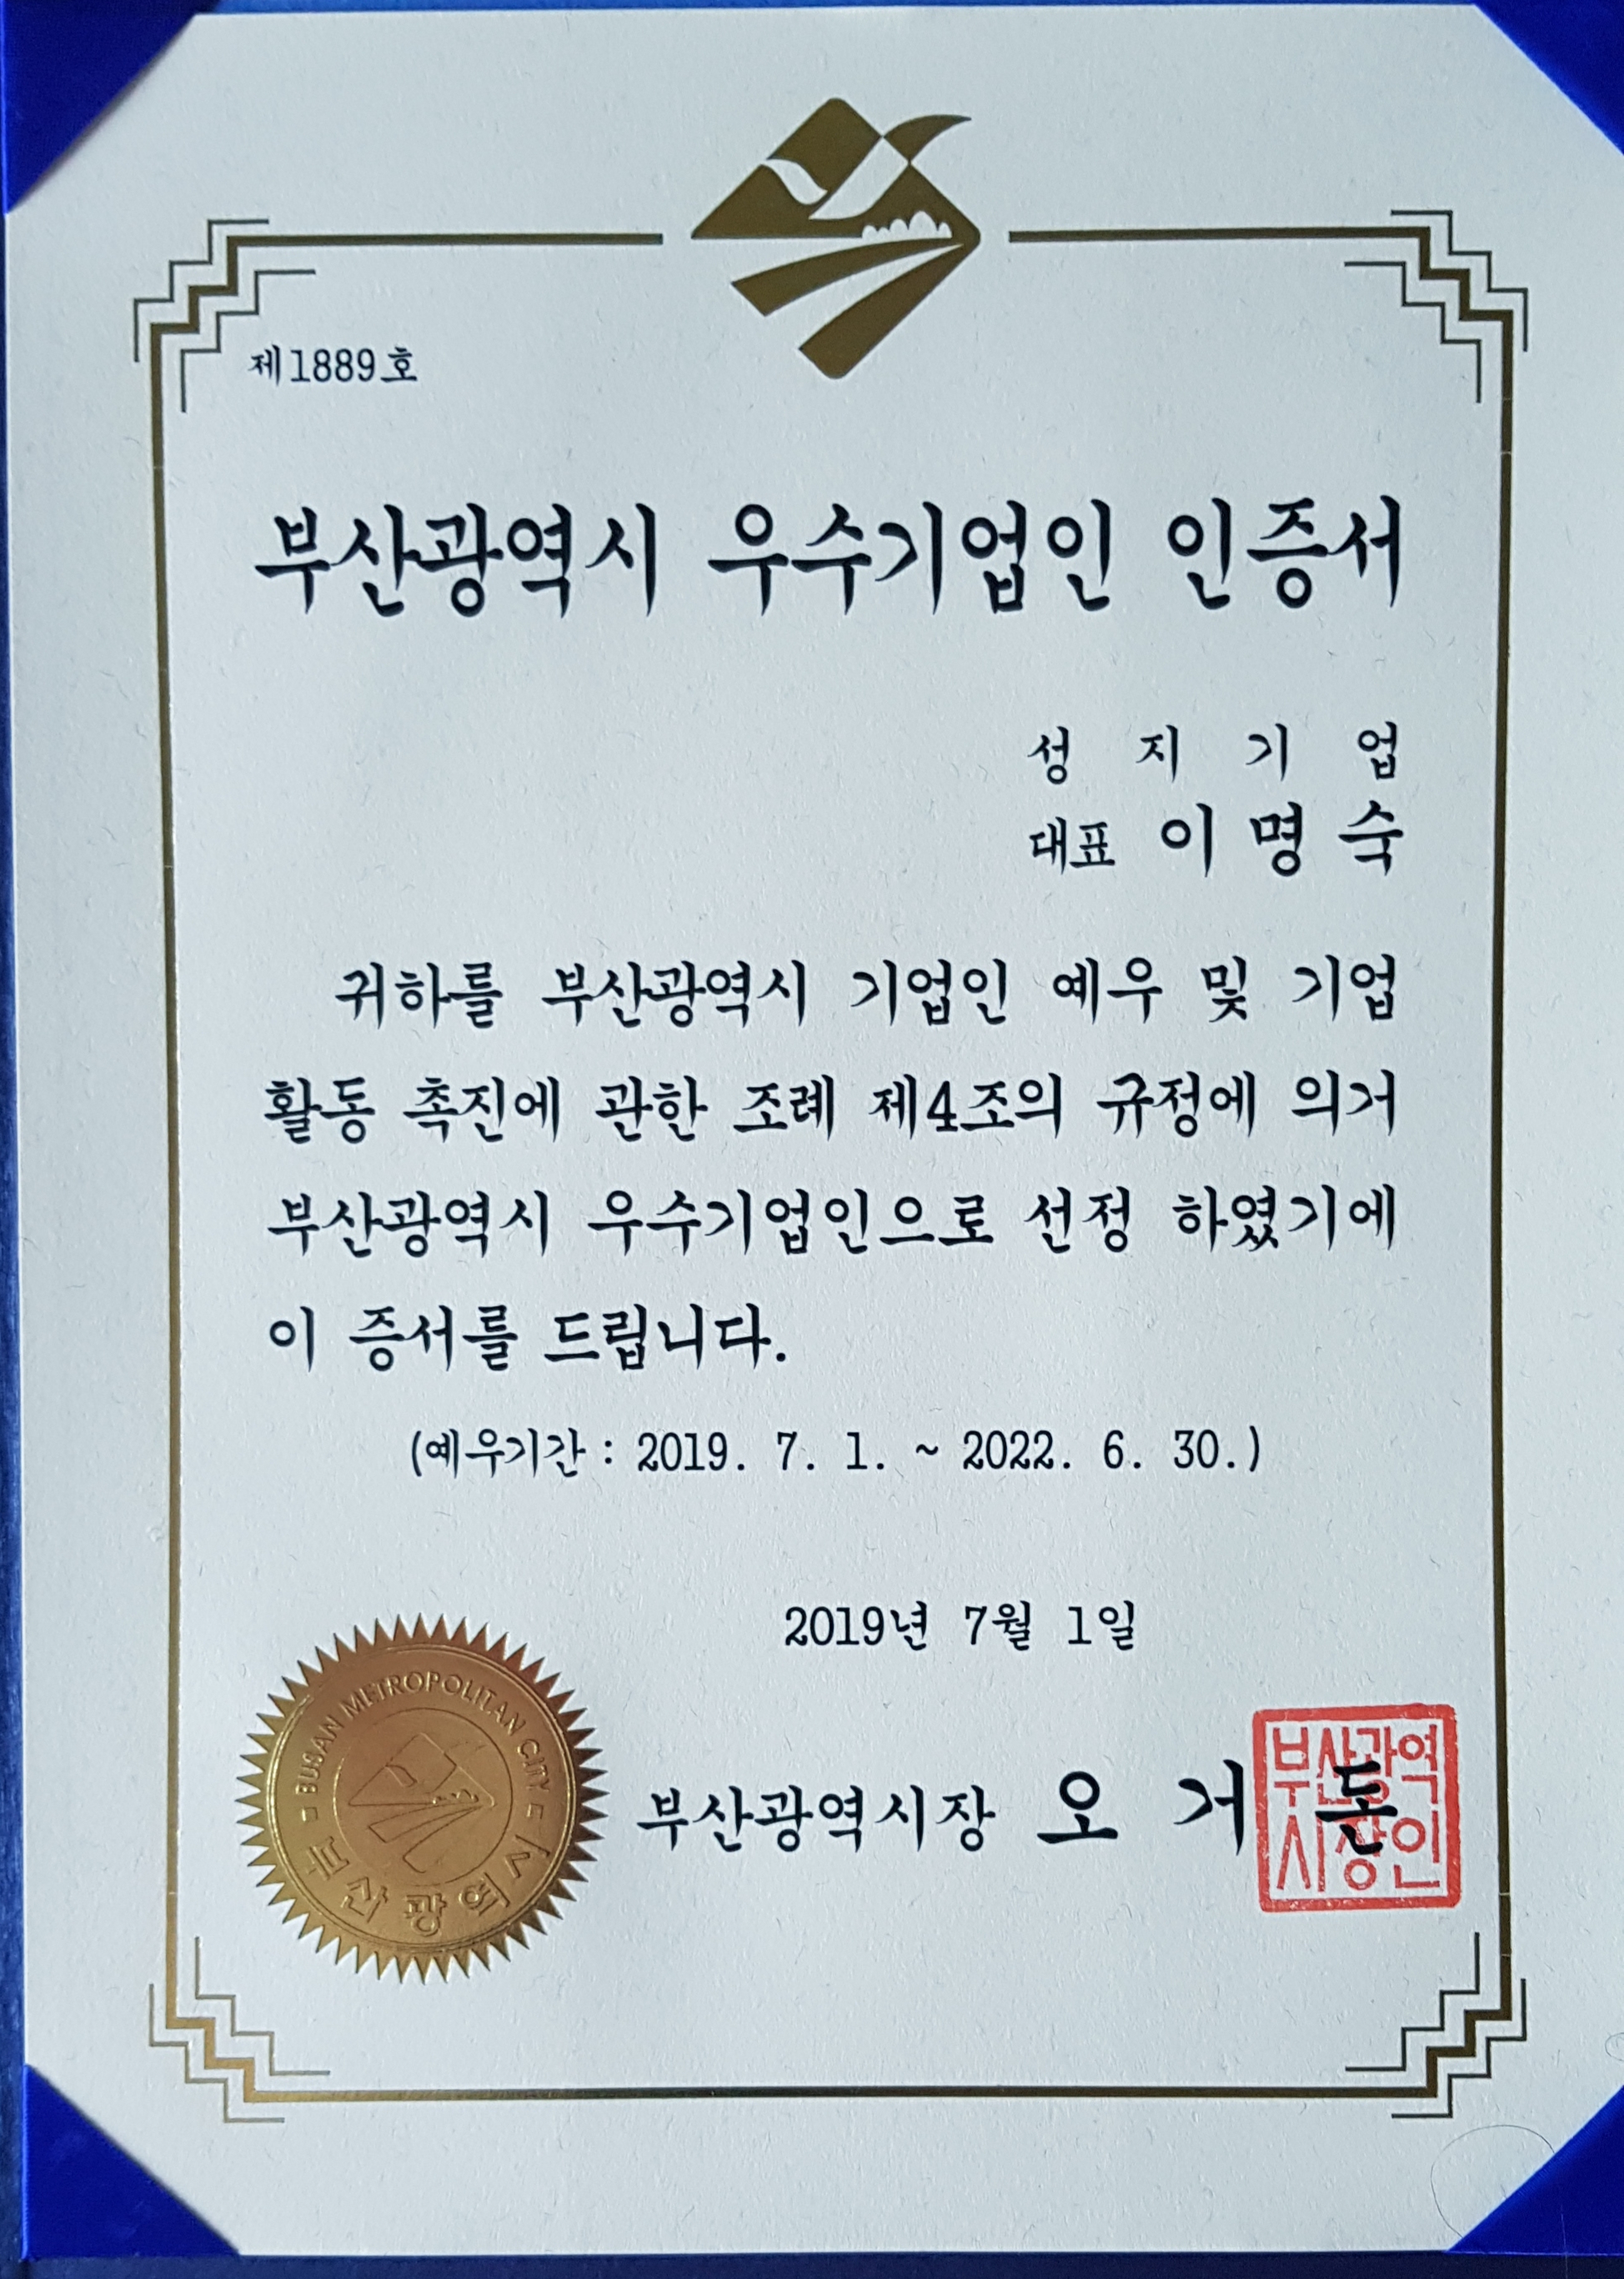 제1889호
부산광역시 우수기업인 인증서
성지기업
대표 이명숙
귀하를 부산광역시 기업인 예우 및 기업
활동 촉진에 관한 조례 제4조의 규정에 의거
부산광역시 우수기업인으로 선정 하였기에
이 증서를 드립니다.
(예우기간 : 2019. 7. 1. ~ 2022. 6. 30.)
2019년 7월 1일
부산광역시장 오거돈
부산광역
시장인
BUSAN METROPOLITAN CITY
부산광역시